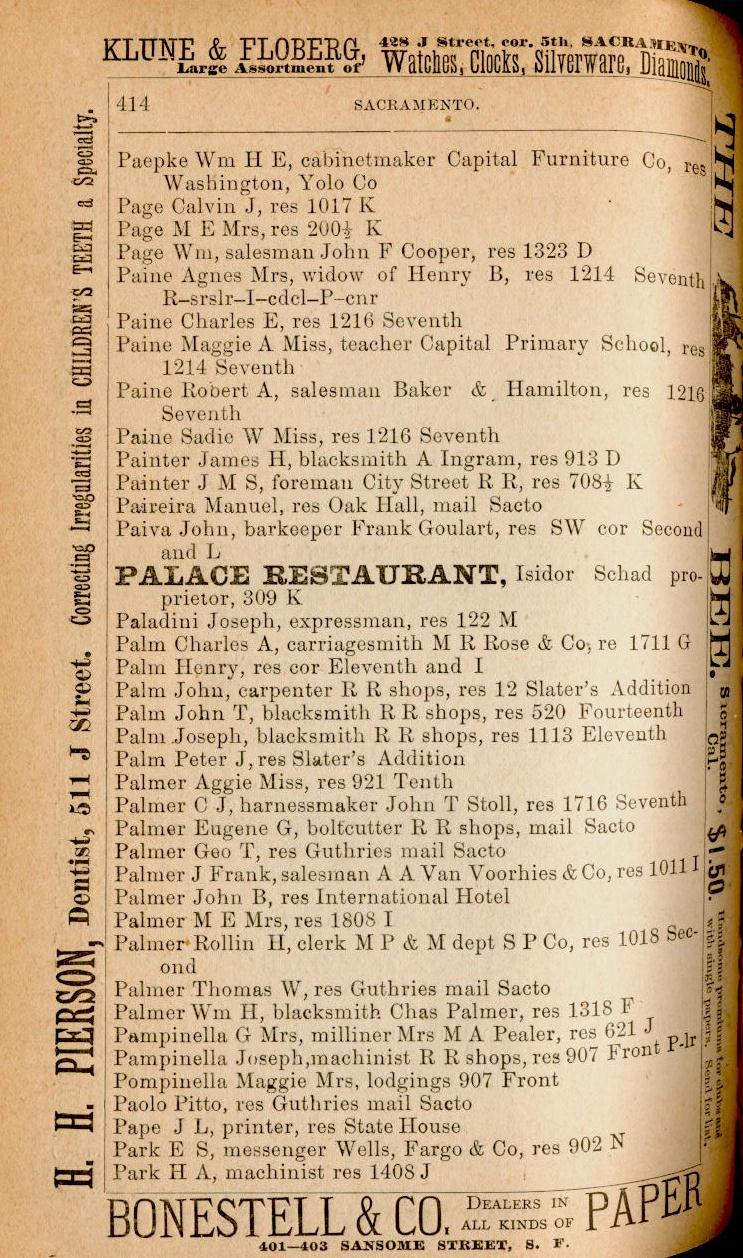 KLUNE & FLOBERG, 428 J Street, cor. 5th, SACRAMENTO,
Large Assortment of Watches, Clocks, Silverware, Diamonds.
414 SACRAMENTO.
Paepke Wm H E, cabinetmaker Capital Furniture Co, res
Washington, Yolo Co
Page Calvin J, res 1017 K
Page M E Mrs, res 200½ K
Page Wm, salesman John F Cooper, res 1323 D
Paine Agnes Mrs, widow of Henry B, res 1214 Seventh
R–srslr–I–cdcl–P–cnr
Paine Charles E, res 1216 Seventh
Paine Maggie A Miss, teacher Capital Primary School, res
1214 Seventh
Paine Robert A, salesman Baker & Hamilton, res 1216
Seventh
Paine Sadie W Miss, res 1216 Seventh
Painter James H, blacksmith A Ingram, res 913 D
Painter J M S, foreman City Street R R, res 708½ K
Paireira Manuel, res Oak Hall, mail Sacto
Paiva John, barkeeper Frank Goulart, res SW cor Second
and L
PALACE RESTAURANT, Isidor Schad pro-
prietor, 309 K
Paladini Joseph, expressman, res 122 M
Palm Charles A, carriagesmith M R Rose & Co, re 1711 G
Palm Henry, res cor Eleventh and I
Palm John, carpenter R R shops, res 12 Slater's Addition
Palm John T, blacksmith R R shops, res 520 Fourteenth
Palm Joseph, blacksmith R R shops, res 1113 Eleventh
Palm Peter J, res Slater's Addition
Palmer Aggie Miss, res 921 Tenth
Palmer C J, harnessmaker John T Stoll, res 1716 Seventh
Palmer Eugene G, boltcutter R R shops, mail Sacto
Palmer Geo T, res Guthries mail Sacto
Palmer J Frank, salesman A A Van Voorhies & Co, res 1011 I
Palmer John B, res International Hotel
Palmer M E Mrs, res 1808 I
Palmer Rollin H, clerk M P & M dept S P Co, res 1018 Sec-
ond
Palmer Thomas W, res Guthries mail Sacto
Palmer Wm H, blacksmith Chas Palmer, res 1318 F
Pampinella G Mrs, milliner Mrs M A Pealer, res 621 J
Pampinella Joseph, machinist R R shops, res 907 Front P-lr
Pompinella Maggie Mrs, lodgings 907 Front
Paolo Pitto, res Guthries mail Sacto
Pape J L, printer, res State House
Park E S, messenger Wells, Fargo & Co, res 902 N
Park H A, machinist res 1408 J
BONESTELL & CO. DEALERS IN ALL KINDS OF PAPER
401–403 SANSOME STREET, S. F.
H. H. PIERSON, Dentist, 511 J Street. Correcting Irregularities in CHILDREN'S TEETH a Specialty.
THE BEE. Sacramento, Cal. $1.50. Handsome premiums for clubs and
with single papers. Send for list.